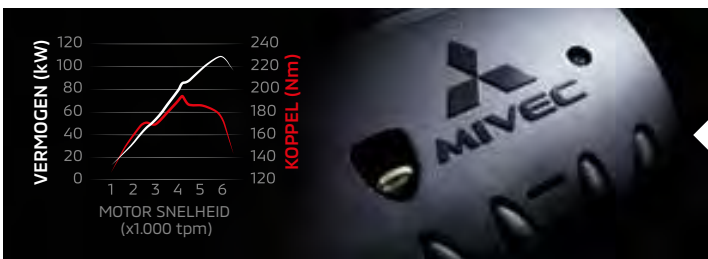 VERMOGEN (kW)
120
100
80
60
40
20
0
1 2 3 4 5 6
MOTOR SNELHEID
(x1.000 tpm)
240
220
200
180
160
140
120
KOPPEL (Nm)
MIVEC